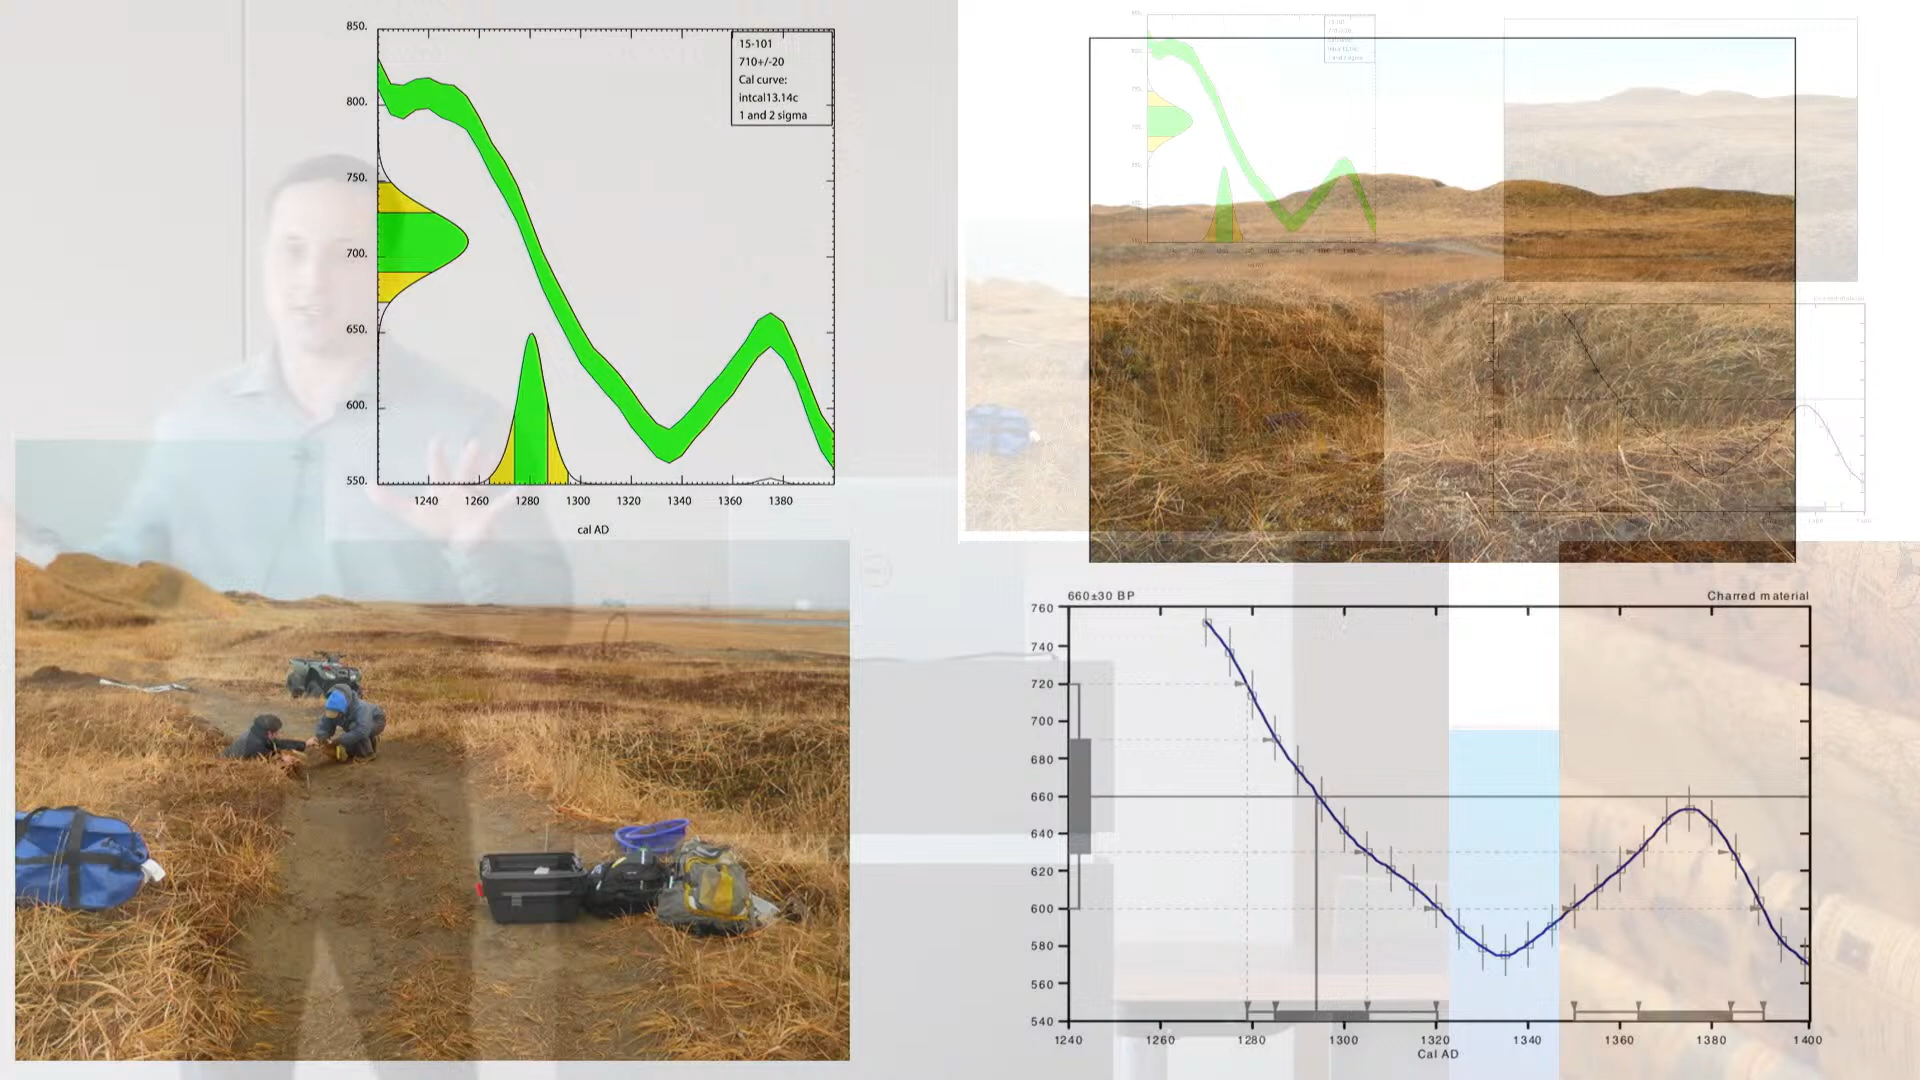 850.
800.
750.
700.
650.
600.
550.
15-101
710+/-20
Cal curve:
intcal13.14c
1 and 2 sigma
1240 1260 1280 1300 1320 1340 1360 1380
cal AD
660±30 BP Charred material
760
740
720
700
680
660
640
620
600
580
560
540
1240 1260 1280 1300 1320 1340 1360 1380 1400
Cal AD